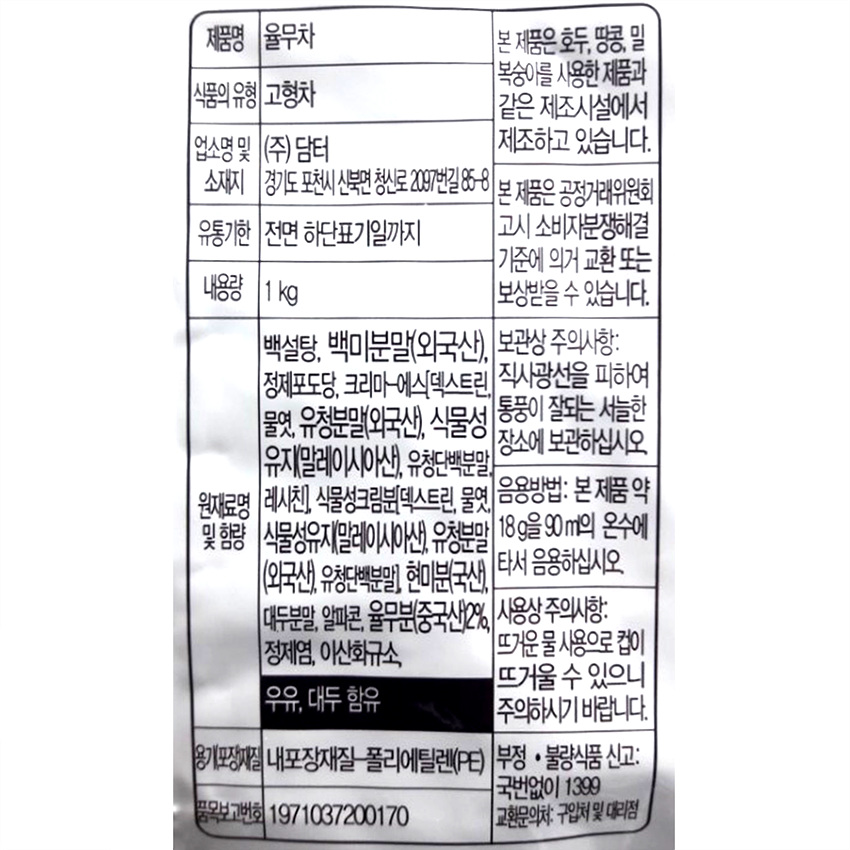 제품명 율무차
식품의 유형 고형차
업소명 및
소재지
(주) 담터
경기도 포천시 신북면 청신로 2097번길 85-8
유통기한 전면 하단표기일까지
내용량 1 kg
원재료명
및 함량
백설탕, 백미분말(외국산),
정제포도당, 크리마-에스[덱스트린,
물엿, 유청분말(외국산), 식물성
유지(말레이시아산), 유청단백분말,
레시친], 식물성크림분[덱스트린, 물엿,
식물성유지(말레이시아산), 유청분말
(외국산), 유청단백분말], 현미분(국산),
대두분말, 알파콘, 율무분(중국산)2%,
정제염, 이산화규소,
우유, 대두 함유
용기포장재질 내포장재질-폴리에틸렌(PE)
품목보고번호 1971037200170
본 제품은 호두, 땅콩, 밀
복숭아를 사용한 제품과
같은 제조시설에서
제조하고 있습니다.
본 제품은 공정거래위원회
고시 소비자분쟁해결
기준에 의거 교환 또는
보상받을 수 있습니다.
보관상 주의사항:
직사광선을 피하여
통풍이 잘되는 서늘한
장소에 보관하십시오.
음용방법: 본 제품 약
18g을 90㎖의 온수에
타서 음용하십시오.
사용상 주의사항:
뜨거운 물 사용으로 컵이
뜨거울 수 있으니
주의하시기 바랍니다.
부정 • 불량식품 신고:
국번없이 1399
교환문의처: 구입처 및 대리점